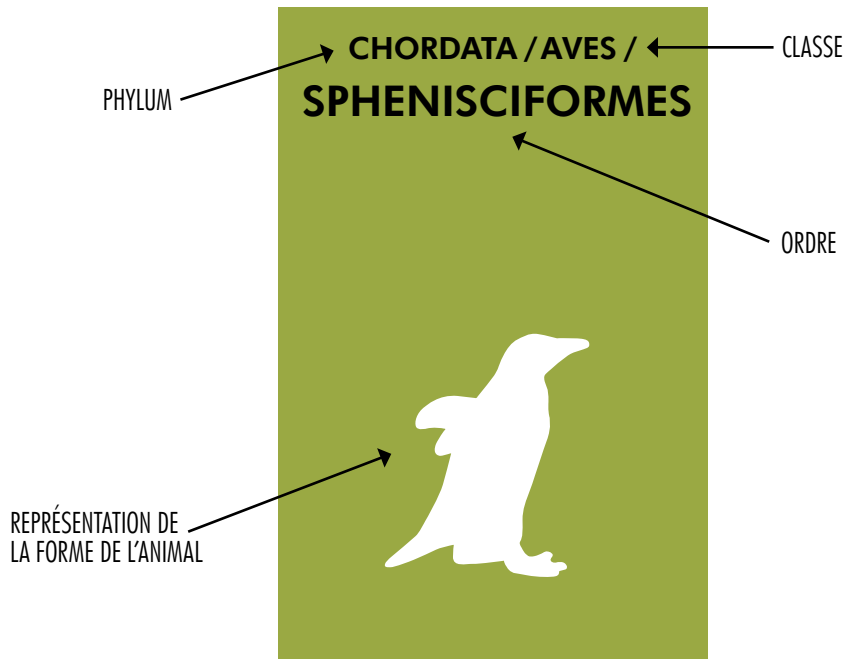 CHORDATA / AVES /
CLASSE
PHYLUM
SPHENISCIFORMES
ORDRE
REPRÉSENTATION DE
LA FORME DE L'ANIMAL